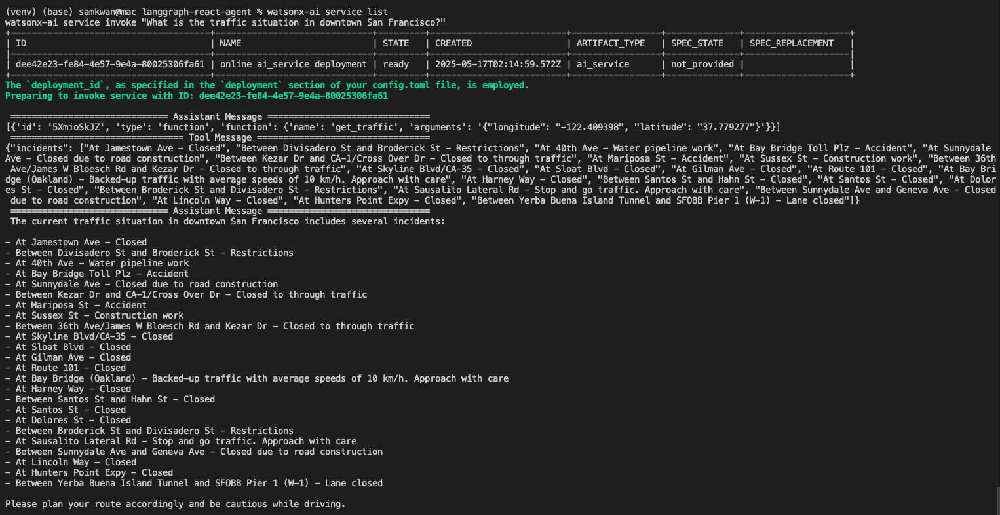 (venv) (base) samkwan@mac langgraph-react-agent % watsonx-ai service list
watsonx-ai service invoke "What is the traffic situation in downtown San Francisco?"
| ID | NAME | STATE | CREATED | ARTIFACT_TYPE | SPEC_STATE | SPEC_REPLACEMENT |
| dee42e23-fe84-4e57-9e4a-80025306fa61 | online ai_service deployment | ready | 2025-05-17T02:14:59.572Z | ai_service | not_provided | |
The `deployment_id`, as specified in the `deployment` section of your config.toml file, is employed.
Preparing to invoke service with ID: dee42e23-fe84-4e57-9e4a-80025306fa61
============================== Assistant Message ===============================
[{'id': '5XmioSkJZ', 'type': 'function', 'function': {'name': 'get_traffic', 'arguments': '{"longitude": "-122.409398", "latitude": "37.779277"}'}}]
================================= Tool Message =================================
{"incidents": ["At Jamestown Ave - Closed", "Between Divisadero St and Broderick St - Restrictions", "At 40th Ave - Water pipeline work", "At Bay Bridge Toll Plz - Accident", "At Sunnydale
Ave - Closed due to road construction", "Between Kezar Dr and CA-1/Cross Over Dr - Closed to through traffic", "At Mariposa St - Accident", "At Sussex St - Construction work", "Between 36th
Ave/James W Bloesch Rd and Kezar Dr - Closed to through traffic", "At Skyline Blvd/CA-35 - Closed", "At Sloat Blvd - Closed", "At Gilman Ave - Closed", "At Route 101 - Closed", "At Bay Bri
dge (Oakland) - Backed-up traffic with average speeds of 10 km/h. Approach with care", "At Harney Way - Closed", "Between Santos St and Hahn St - Closed", "At Santos St - Closed", "At Dolor
es St - Closed", "Between Broderick St and Divisadero St - Restrictions", "At Sausalito Lateral Rd - Stop and go traffic. Approach with care", "Between Sunnydale Ave and Geneva Ave - Closed
due to road construction", "At Lincoln Way - Closed", "At Hunters Point Expy - Closed", "Between Yerba Buena Island Tunnel and SFOBB Pier 1 (W-1) - Lane closed"]}
============================== Assistant Message ===============================
The current traffic situation in downtown San Francisco includes several incidents:
- At Jamestown Ave - Closed
- Between Divisadero St and Broderick St - Restrictions
- At 40th Ave - Water pipeline work
- At Bay Bridge Toll Plz - Accident
- At Sunnydale Ave - Closed due to road construction
- Between Kezar Dr and CA-1/Cross Over Dr - Closed to through traffic
- At Mariposa St - Accident
- At Sussex St - Construction work
- Between 36th Ave/James W Bloesch Rd and Kezar Dr - Closed to through traffic
- At Skyline Blvd/CA-35 - Closed
- At Sloat Blvd - Closed
- At Gilman Ave - Closed
- At Route 101 - Closed
- At Bay Bridge (Oakland) - Backed-up traffic with average speeds of 10 km/h. Approach with care
- At Harney Way - Closed
- Between Santos St and Hahn St - Closed
- At Santos St - Closed
- At Dolores St - Closed
- Between Broderick St and Divisadero St - Restrictions
- At Sausalito Lateral Rd - Stop and go traffic. Approach with care
- Between Sunnydale Ave and Geneva Ave - Closed due to road construction
- At Lincoln Way - Closed
- At Hunters Point Expy - Closed
- Between Yerba Buena Island Tunnel and SFOBB Pier 1 (W-1) - Lane closed
Please plan your route accordingly and be cautious while driving.